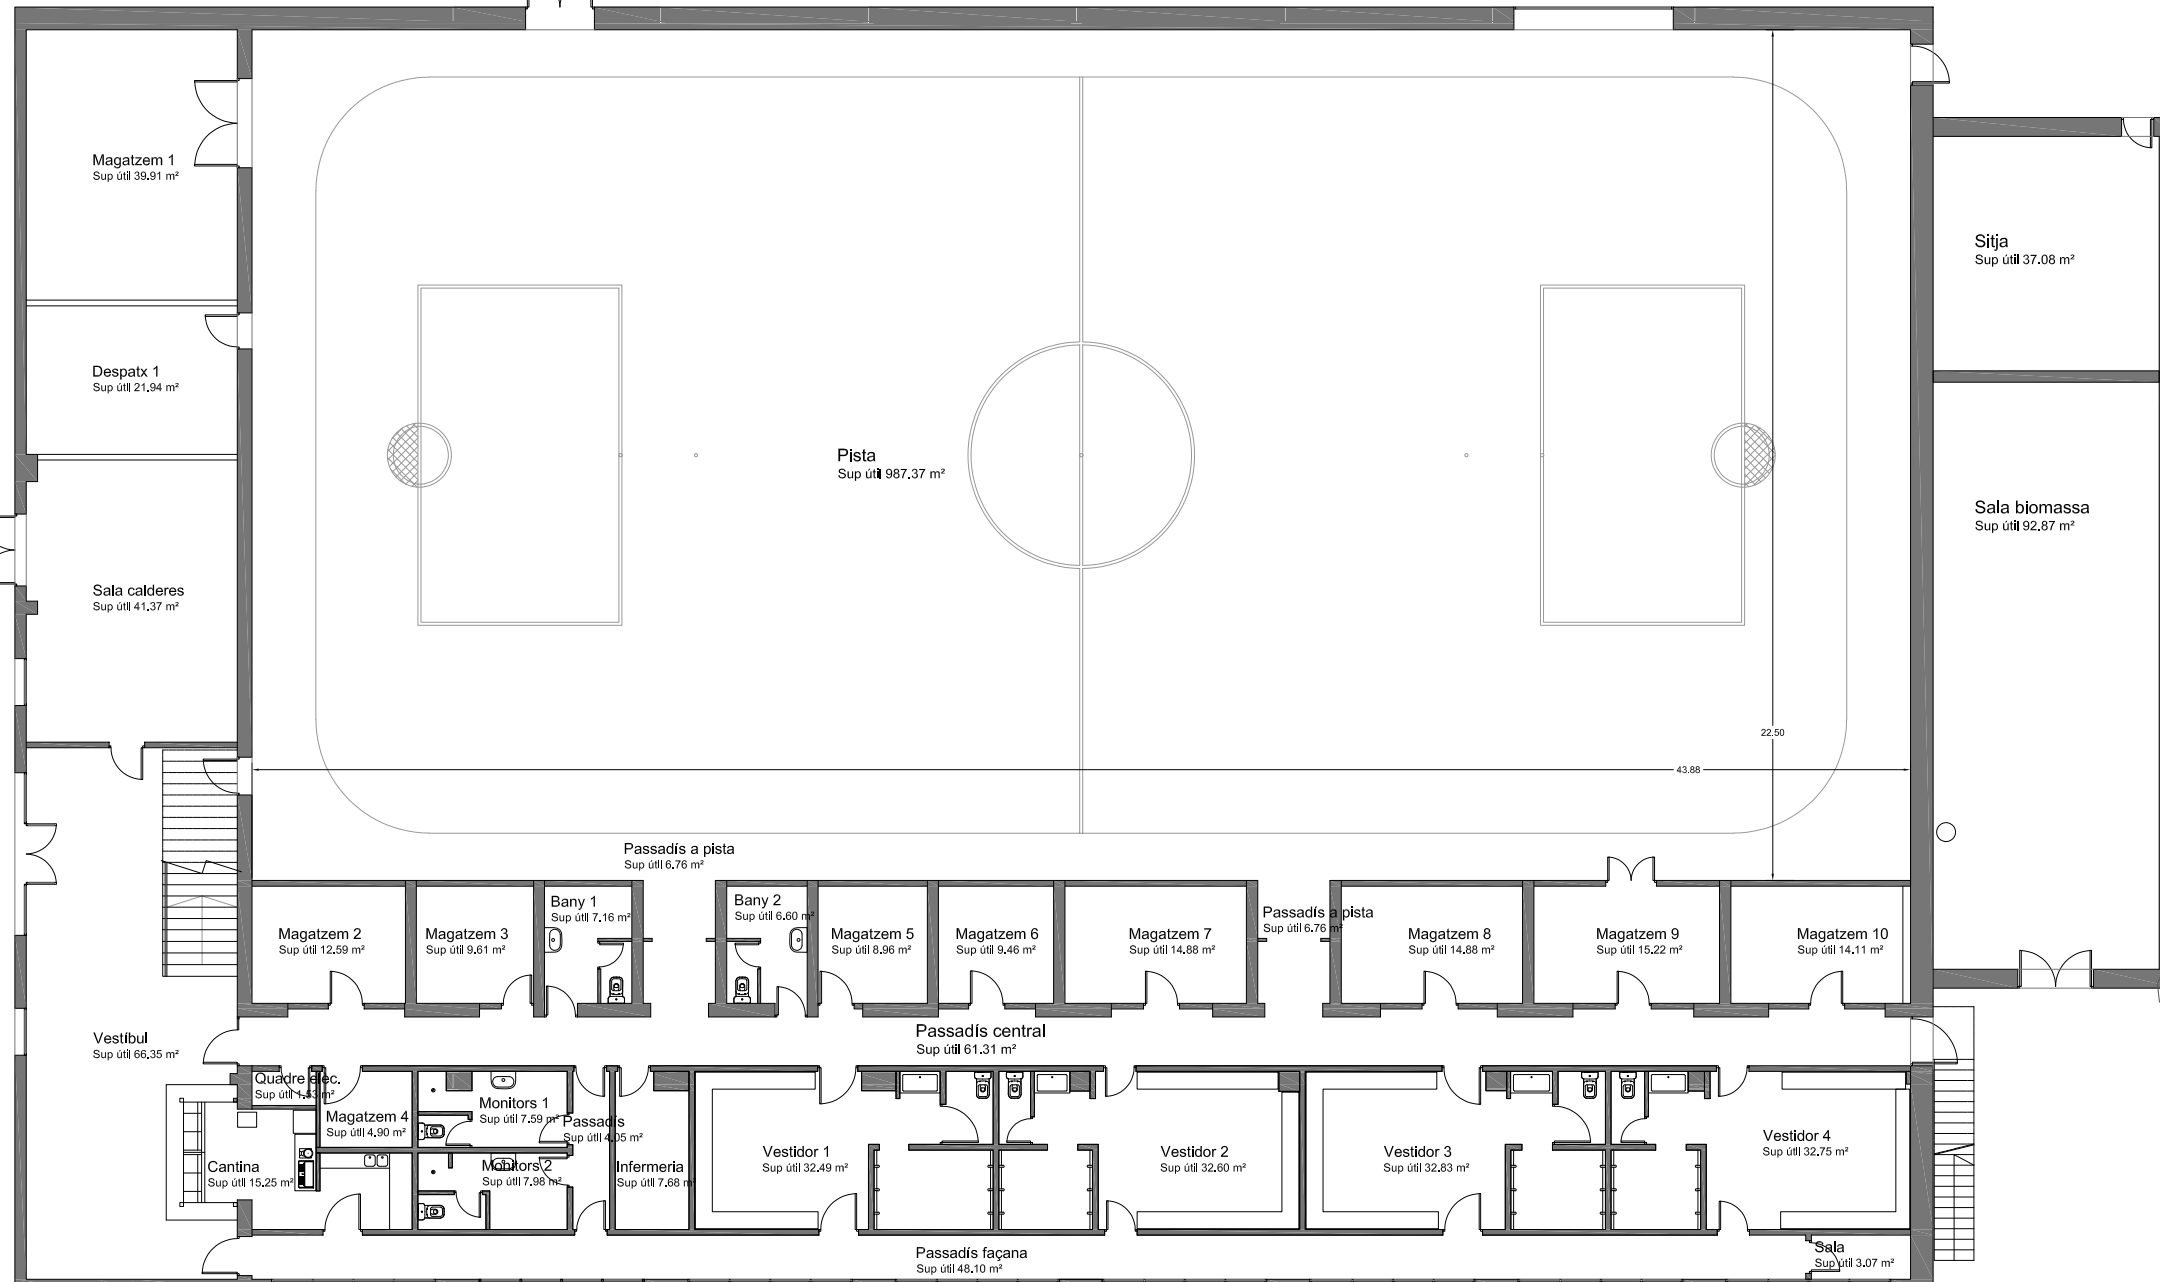 Magatzem 1
Sup útil 39.91 m²
Sitja
Sup útil 37.08 m²
Despatx 1
Sup útil 21.94 m²
Pista
Sup útil 987.37 m²
Sala biomassa
Sup útil 92.87 m²
Sala calderes
Sup útil 41.37 m²
22.50
43.88
Passadís a pista
Sup útil 6.76 m²
Magatzem 2
Sup útil 12.59 m²
Magatzem 3
Sup útil 9.61 m²
Bany 1
Sup útil 7.16 m²
Bany 2
Sup útil 6.60 m²
Magatzem 5
Sup útil 8.96 m²
Magatzem 6
Sup útil 9.46 m²
Magatzem 7
Sup útil 14.88 m²
Passadís a pista
Sup útil 6.76 m²
Magatzem 8
Sup útil 14.88 m²
Magatzem 9
Sup útil 15.22 m²
Magatzem 10
Sup útil 14.11 m²
Vestíbul
Sup útil 66.35 m²
Passadís central
Sup útil 61.31 m²
Quadre elec.
Sup útil 1.53 m²
Magatzem 4
Sup útil 4.90 m²
Monitors 1
Sup útil 7.59 m²
Passadís
Sup útil 4.05 m²
Cantina
Sup útil 15.25 m²
Monitors 2
Sup útil 7.98 m²
Infermeria
Sup útil 7.68 m²
Vestidor 1
Sup útil 32.49 m²
Vestidor 2
Sup útil 32.60 m²
Vestidor 3
Sup útil 32.83 m²
Vestidor 4
Sup útil 32.75 m²
Passadís façana
Sup útil 48.10 m²
Sala
Sup útil 3.07 m²